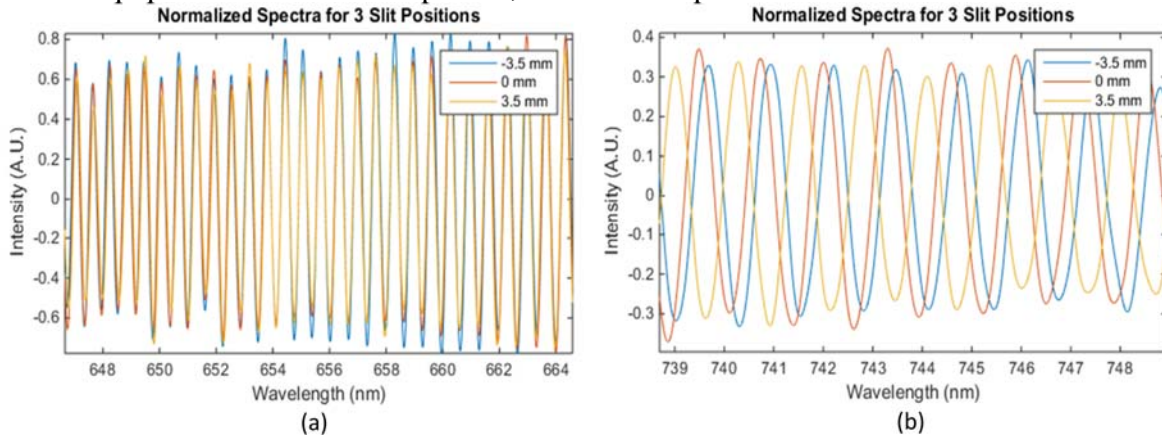 Normalized Spectra for 3 Slit Positions
0.8
0.6
0.4
0.2
0
-0.2
-0.4
-0.6
Intensity (A.U.)
648 650 652 654 656 658 660 662 664
Wavelength (nm)
-3.5 mm
0 mm
3.5 mm
(a)
Normalized Spectra for 3 Slit Positions
0.4
0.3
0.2
0.1
0
-0.1
-0.2
-0.3
Intensity (A.U.)
739 740 741 742 743 744 745 746 747 748
Wavelength (nm)
-3.5 mm
0 mm
3.5 mm
(b)